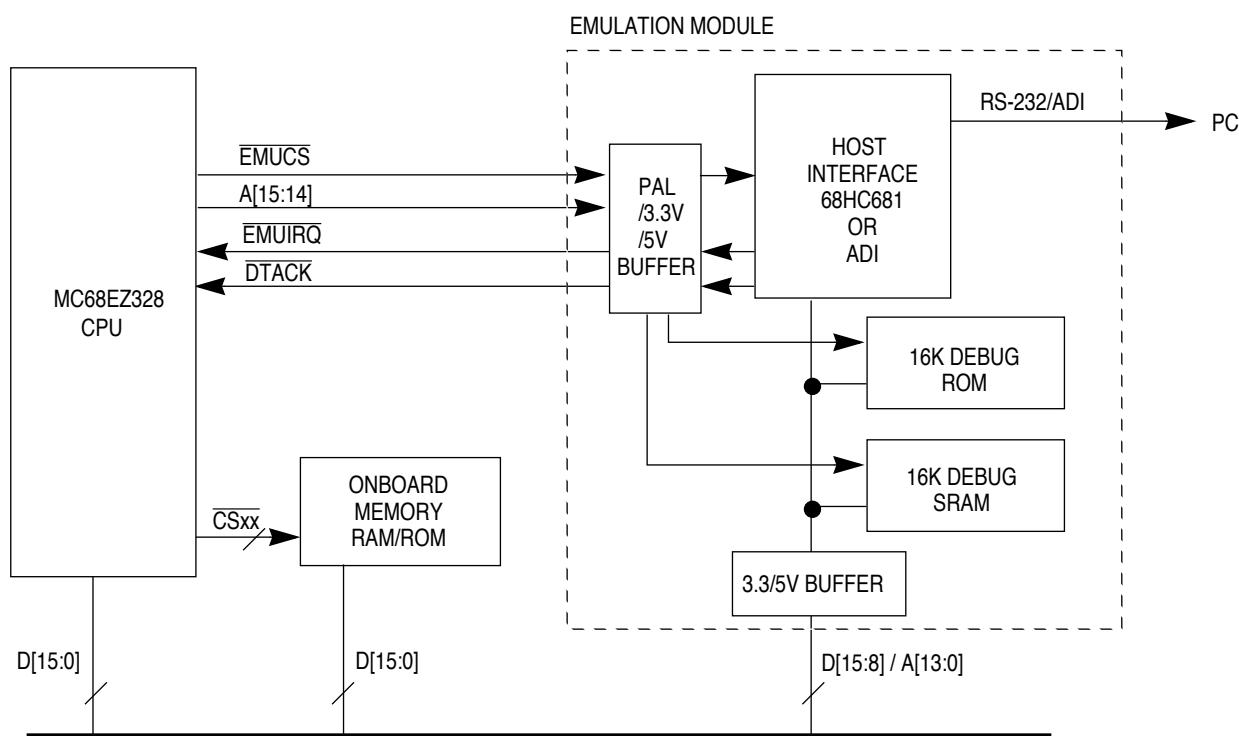 EMULATION MODULE
RS-232/ADI
PC
HOST
INTERFACE
68HC681
OR
ADI
EMUCS
A[15:14]
EMUIRQ
DTACK
PAL
/3.3V
/5V
BUFFER
MC68EZ328
CPU
16K DEBUG
ROM
16K DEBUG
SRAM
ONBOARD
MEMORY
RAM/ROM
CSxx
3.3/5V BUFFER
D[15:0]
D[15:0]
D[15:8] / A[13:0]